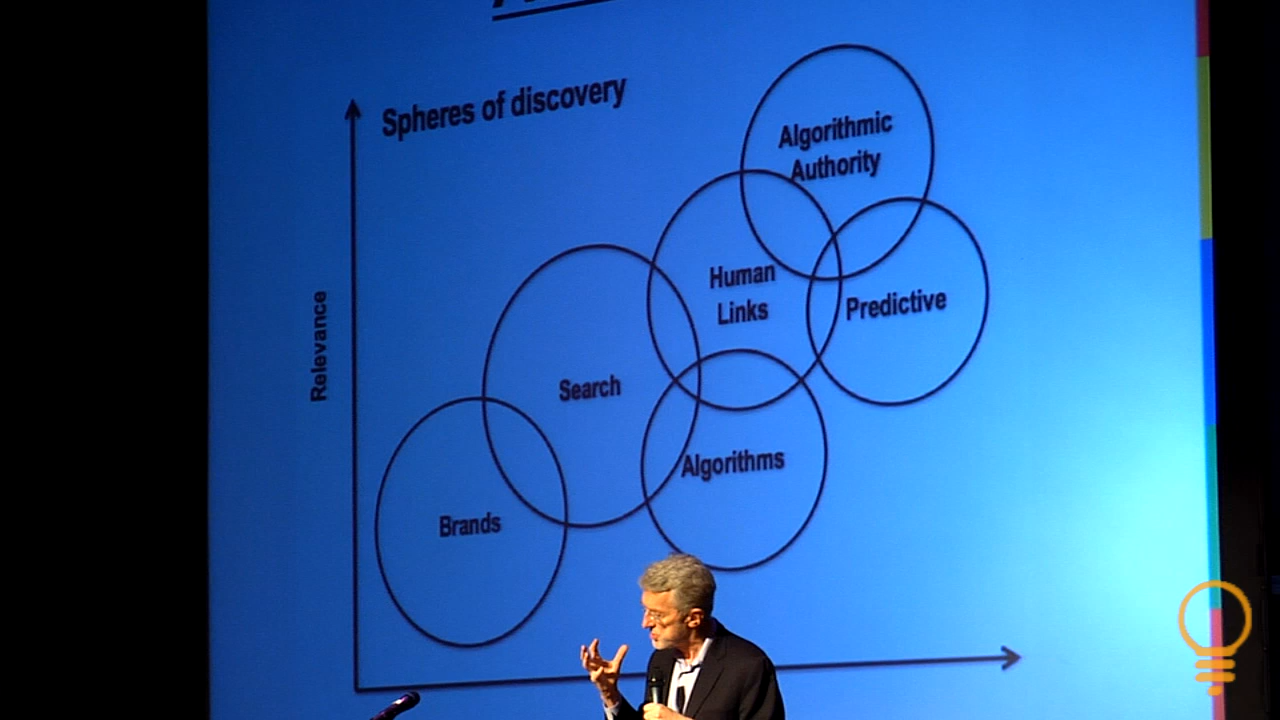 Spheres of discovery
Algorithmic
Authority
Human
Links
Predictive
Relevance
Search
Algorithms
Brands